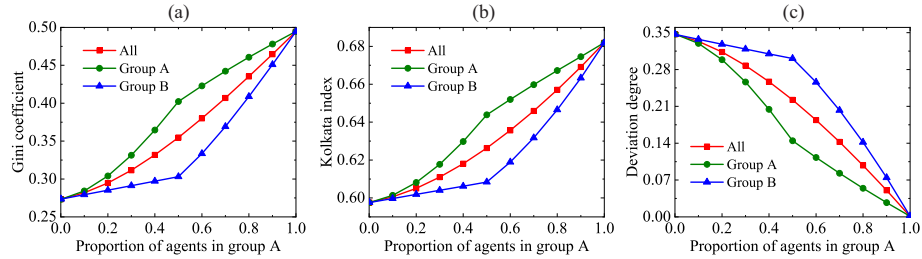 (a)
0.50
0.45
0.40
0.35
0.30
0.25
Gini coefficient
All
Group A
Group B
0.0 0.2 0.4 0.6 0.8 1.0
Proportion of agents in group A
(b)
0.68
0.66
0.64
0.62
0.60
Kolkata index
All
Group A
Group B
0.0 0.2 0.4 0.6 0.8 1.0
Proportion of agents in group A
(c)
0.35
0.28
0.21
0.14
0.07
0.00
Deviation degree
All
Group A
Group B
0.0 0.2 0.4 0.6 0.8 1.0
Proportion of agents in group A